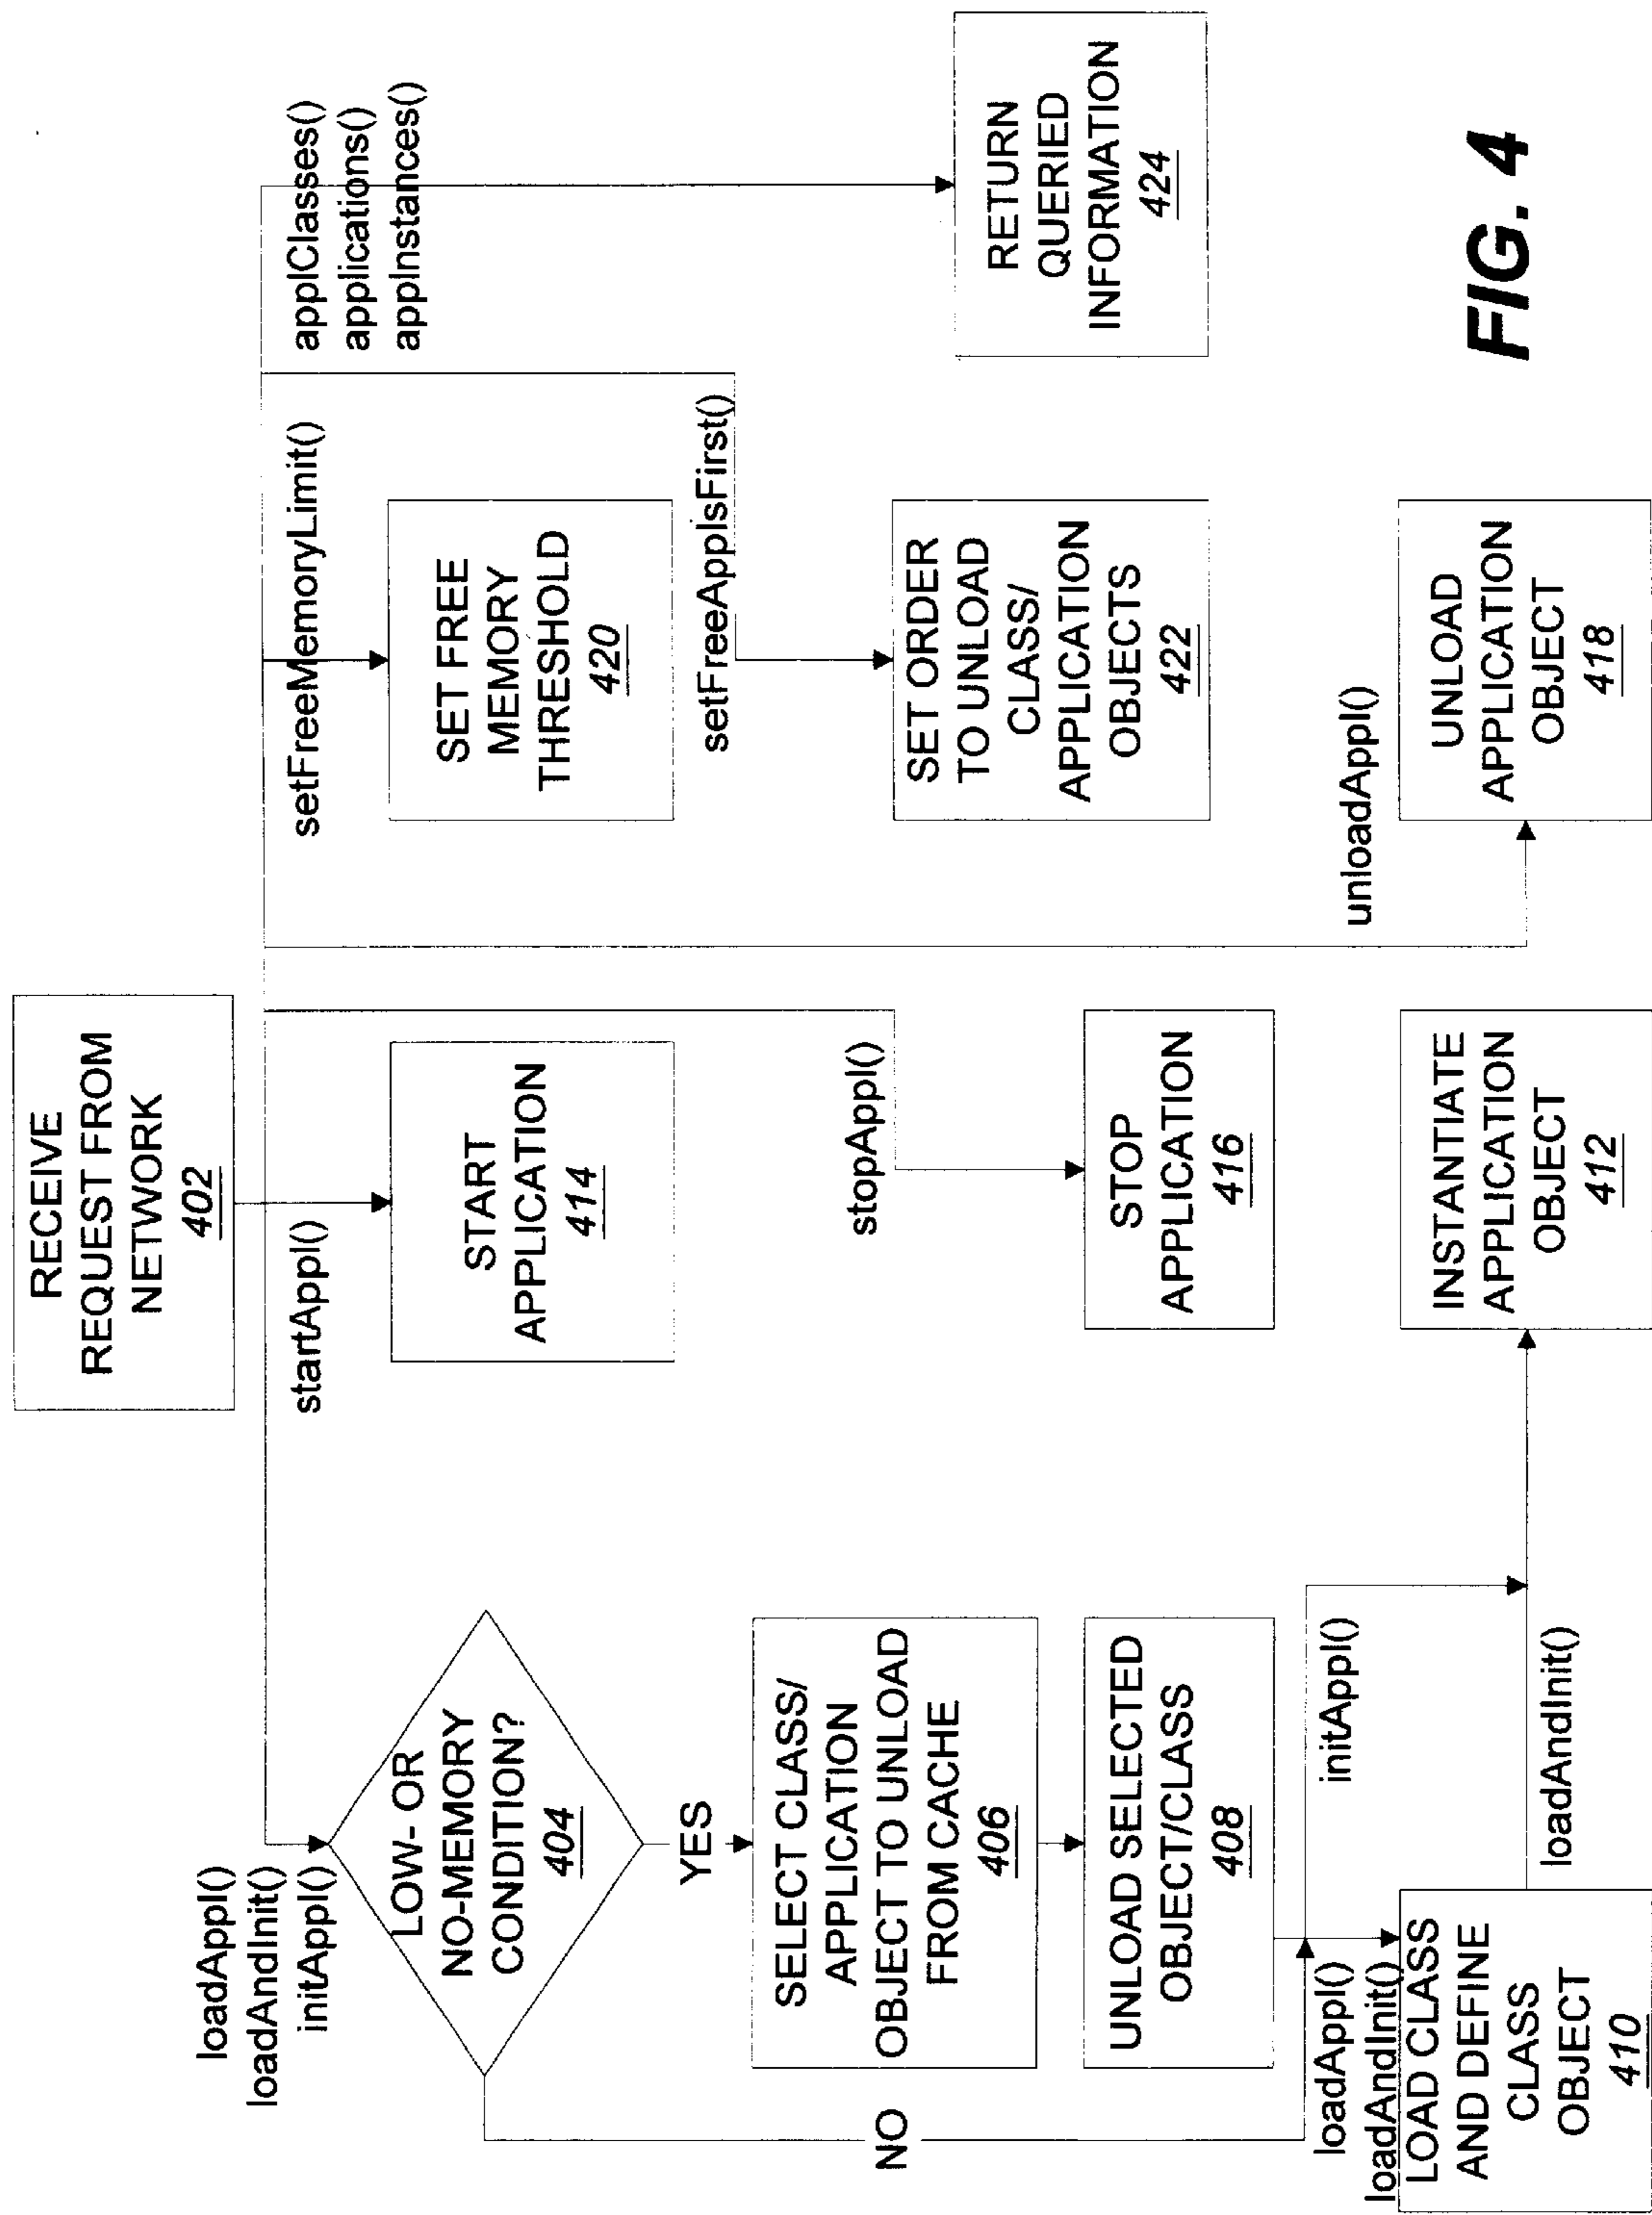 RECEIVE
REQUEST FROM
NETWORK
402
loadAppl()
loadAndInit()
initAppl()
startAppl()
setFreeMemoryLimit()
applClasses()
applications()
applnstances()
LOW- OR
NO-MEMORY
CONDITION?
404
START
APPLICATION
414
SET FREE
MEMORY
THRESHOLD
420
YES
setFreeApplsFirst()
SELECT CLASS/
APPLICATION
OBJECT TO UNLOAD
FROM CACHE
406
NO
stopAppl()
SET ORDER
TO UNLOAD
CLASS/
APPLICATION
OBJECTS
422
RETURN
QUERIED
INFORMATION
424
UNLOAD SELECTED
OBJECT/CLASS
408
STOP
APPLICATION
416
loadAppl()
loadAndInit()
initAppl()
unloadAppl()
LOAD CLASS
AND DEFINE
CLASS
OBJECT
410
loadAndInit()
INSTANTIATE
APPLICATION
OBJECT
412
UNLOAD
APPLICATION
OBJECT
418
FIG. 4